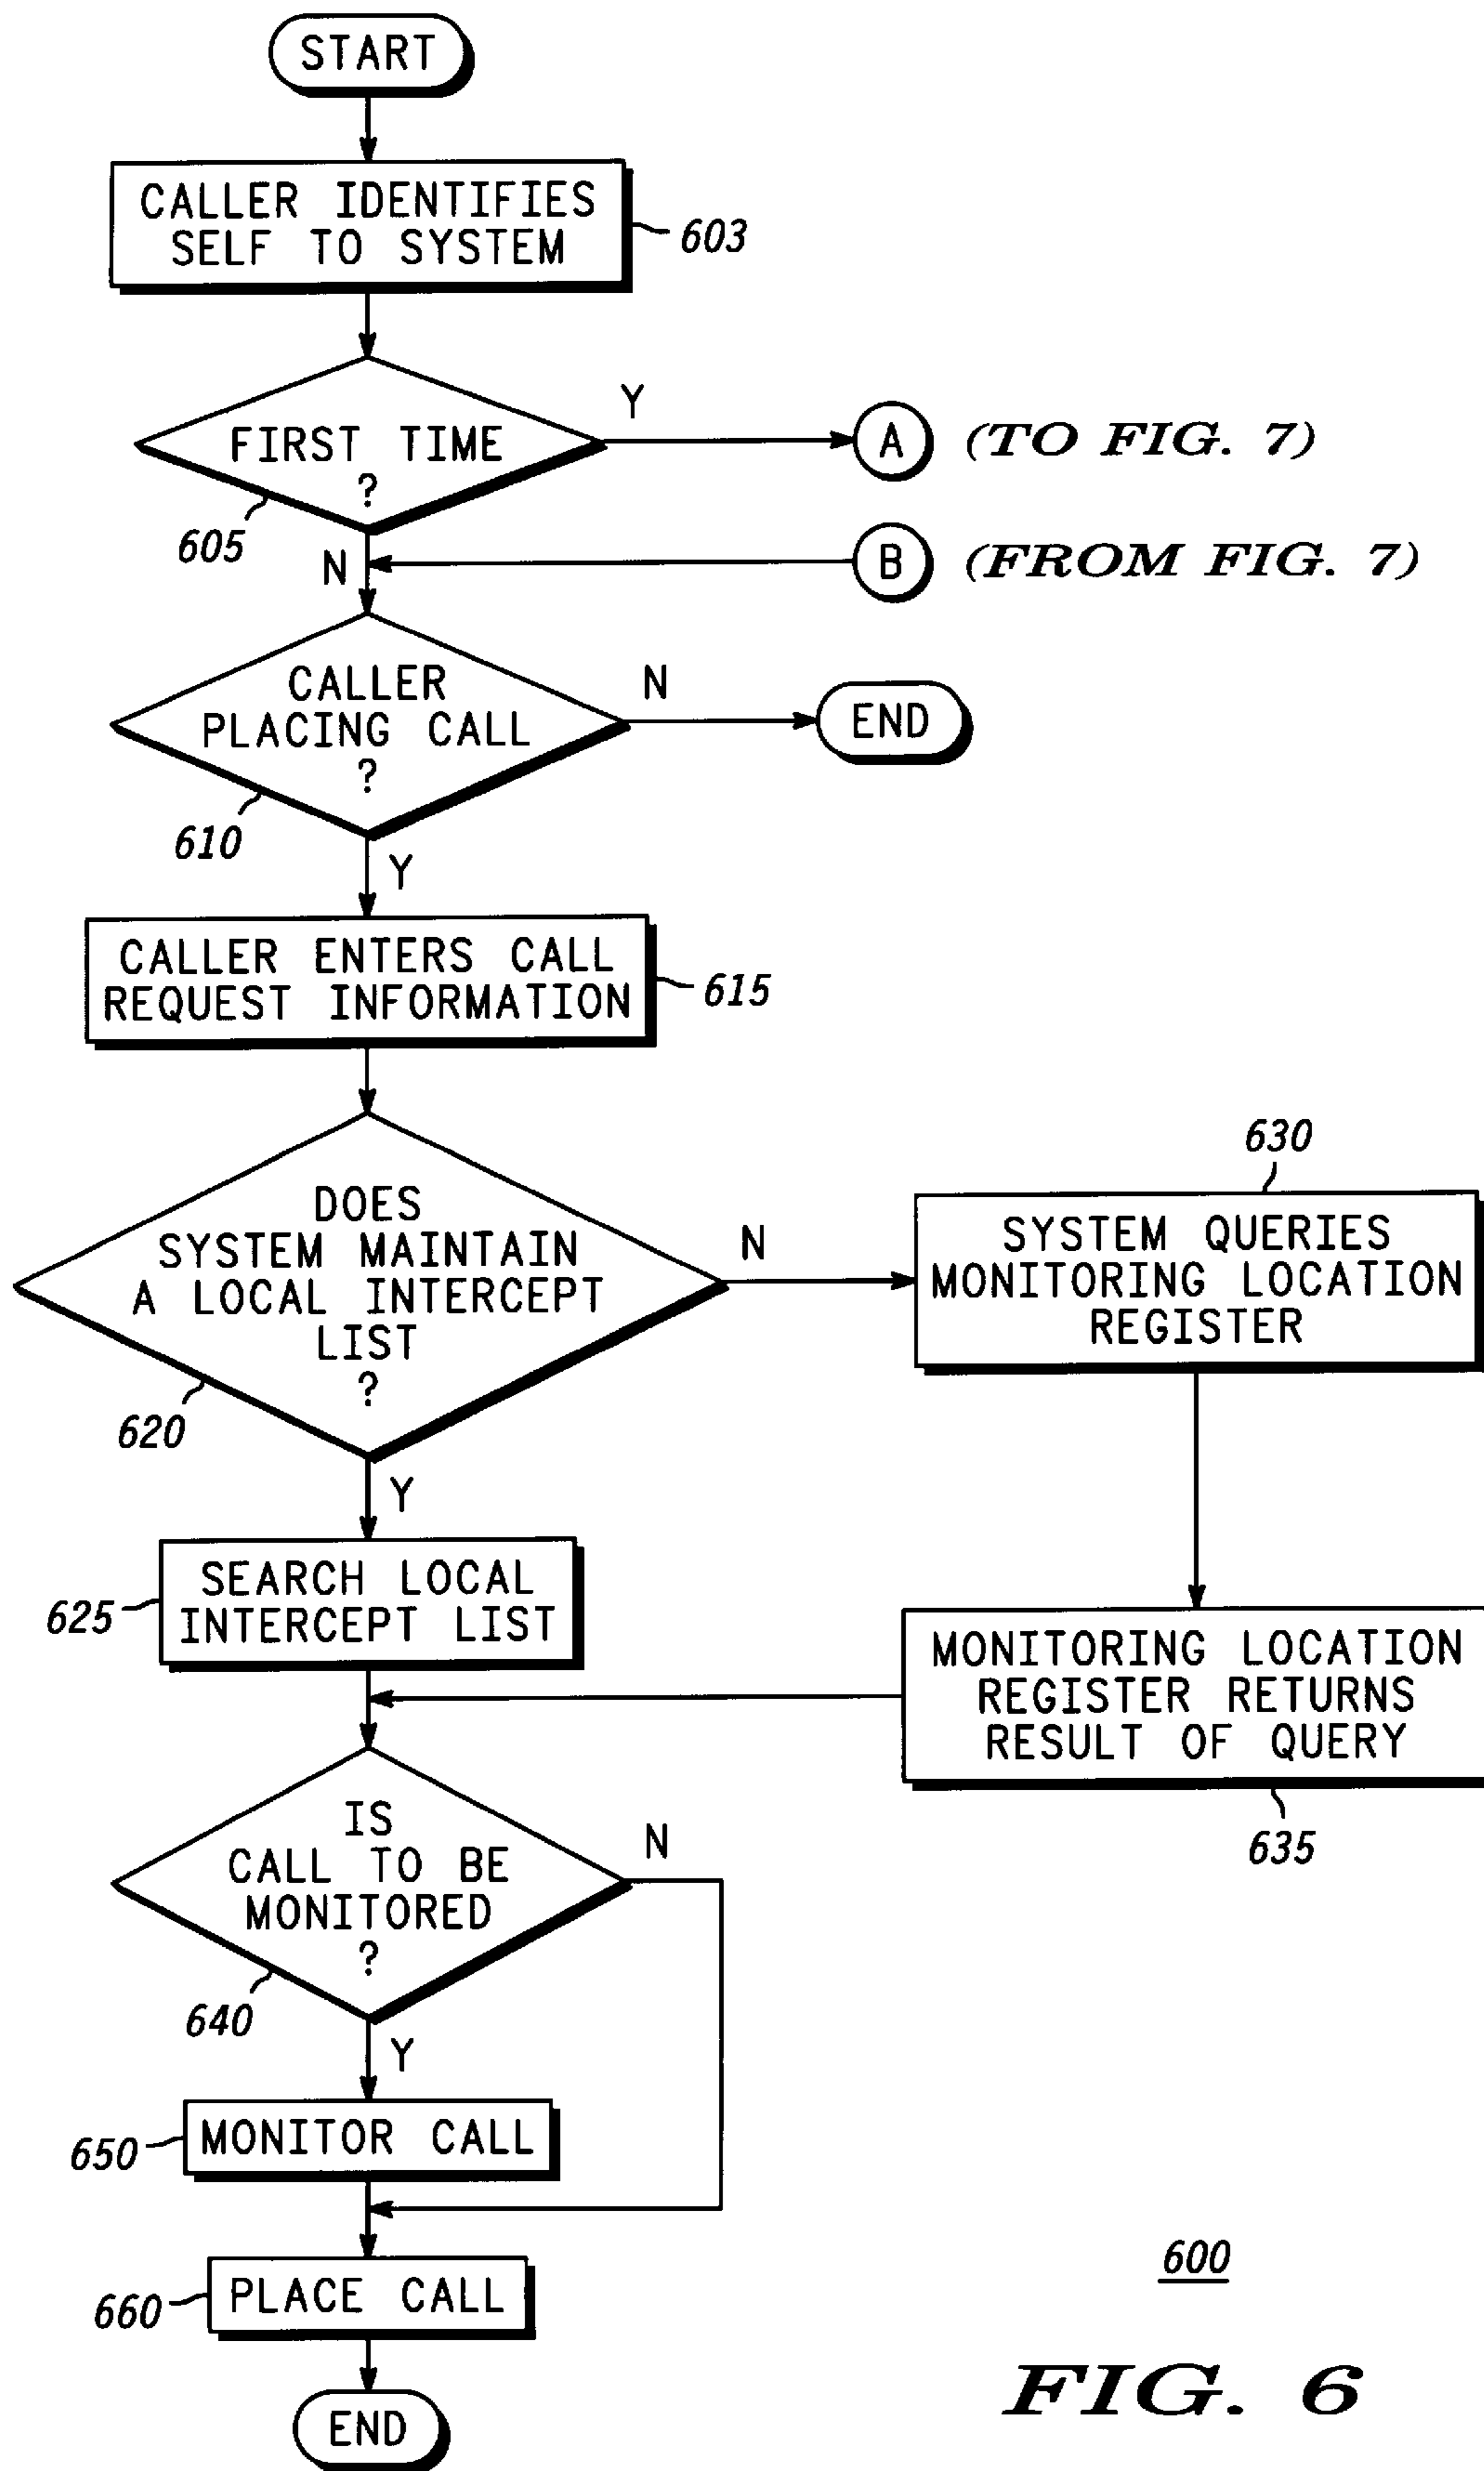 START
CALLER IDENTIFIES
SELF TO SYSTEM
603
FIRST TIME
?
605
Y
A
(TO FIG. 7)
N
B
(FROM FIG. 7)
CALLER
PLACING CALL
?
610
N
END
Y
CALLER ENTERS CALL
REQUEST INFORMATION
615
DOES
SYSTEM MAINTAIN
A LOCAL INTERCEPT
LIST
?
620
N
630
SYSTEM QUERIES
MONITORING LOCATION
REGISTER
Y
SEARCH LOCAL
INTERCEPT LIST
625
MONITORING LOCATION
REGISTER RETURNS
RESULT OF QUERY
635
IS
CALL TO BE
MONITORED
?
640
N
Y
MONITOR CALL
650
PLACE CALL
660
END
600
FIG. 6